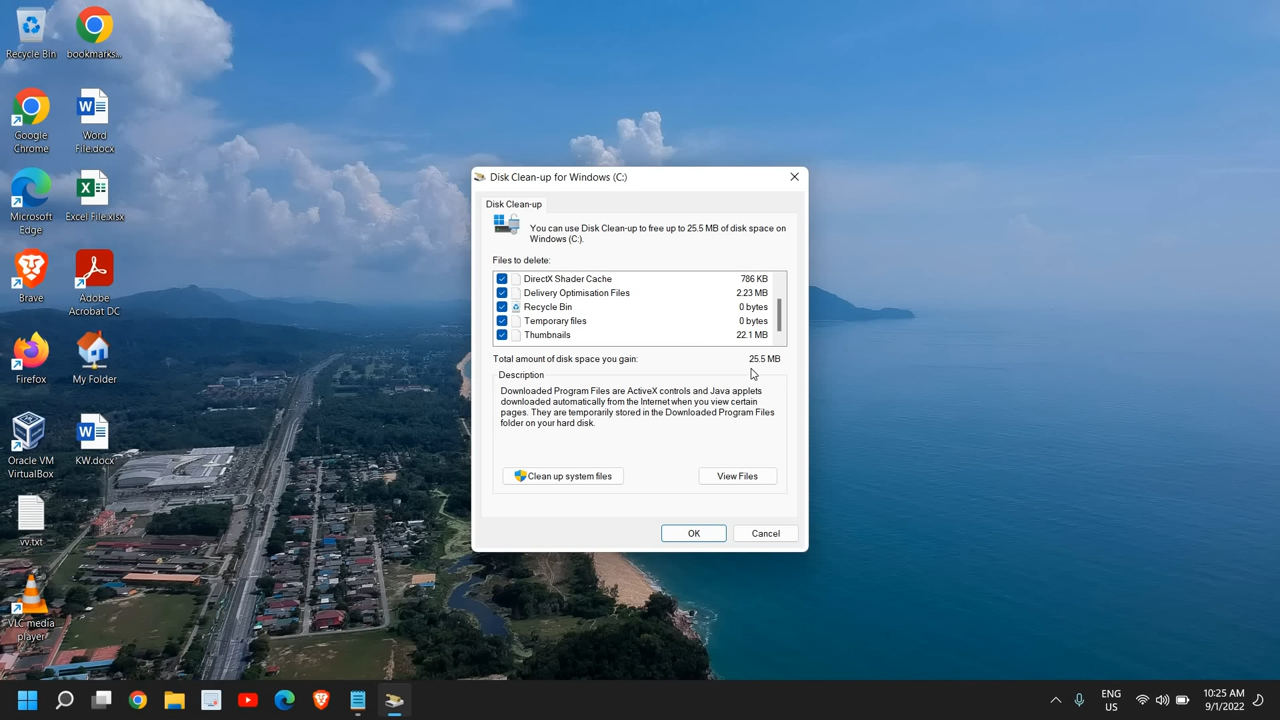 Recycle Bin
bookmarks...
Google
Chrome
Word
File.docx
Microsoft
Edge
Excel File.xlsx
Brave
Adobe
Acrobat DC
Firefox
My Folder
Oracle VM
VirtualBox
KW.docx
vv.txt
VLC media
player
Disk Clean-up for Windows (C:)
Disk Clean-up
You can use Disk Clean-up to free up to 25.5 MB of disk space on
Windows (C:).
Files to delete:
DirectX Shader Cache 786 KB
Delivery Optimisation Files 2.23 MB
Recycle Bin 0 bytes
Temporary files 0 bytes
Thumbnails 22.1 MB
Total amount of disk space you gain: 25.5 MB
Description
Downloaded Program Files are ActiveX controls and Java applets
downloaded automatically from the Internet when you view certain
pages. They are temporarily stored in the Downloaded Program Files
folder on your hard disk.
Clean up system files View Files
OK Cancel
ENG
US
10:25 AM
9/1/2022